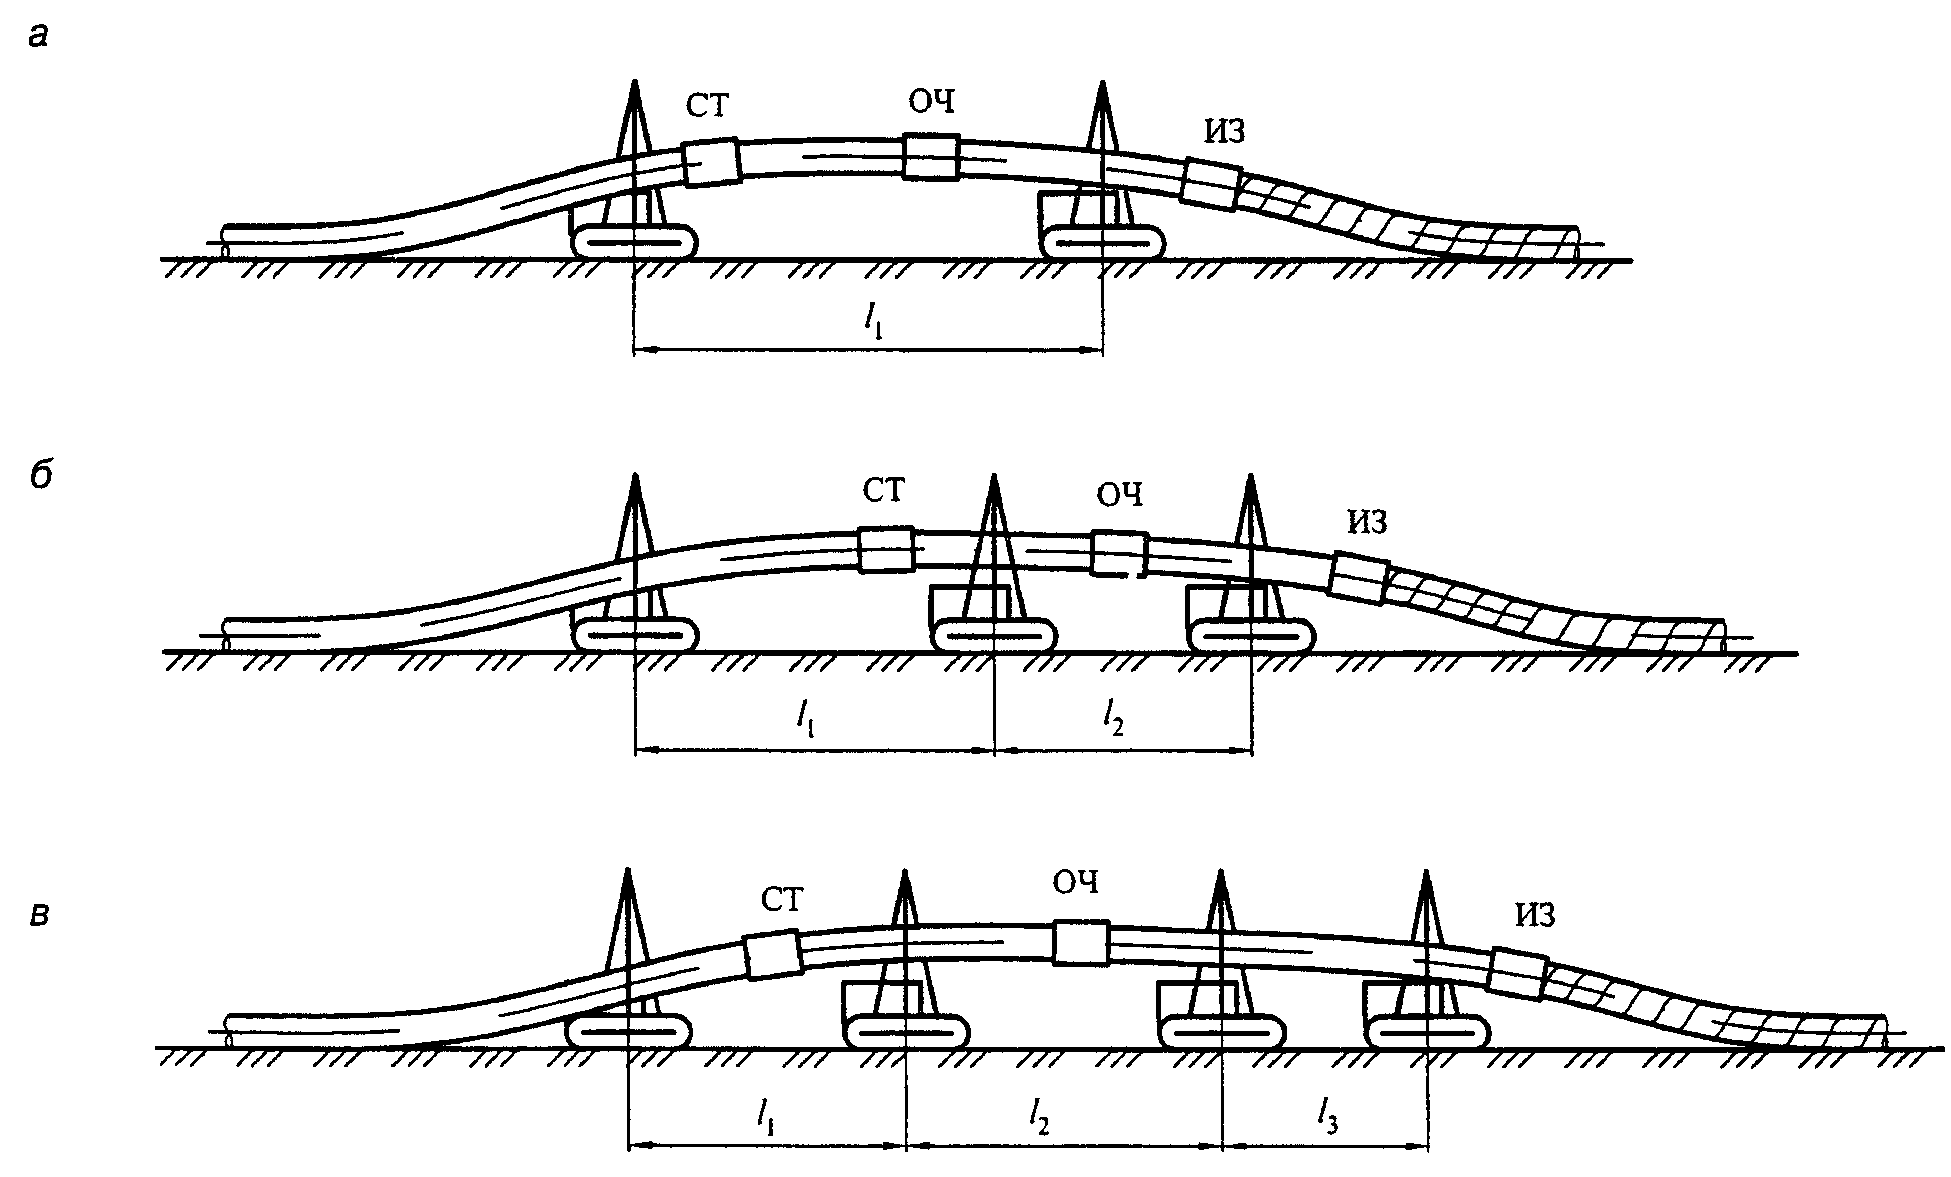 а
СТ ОЧ ИЗ
l1
б
СТ ОЧ ИЗ
l1 l2
в
СТ ОЧ ИЗ
l1 l2 l3